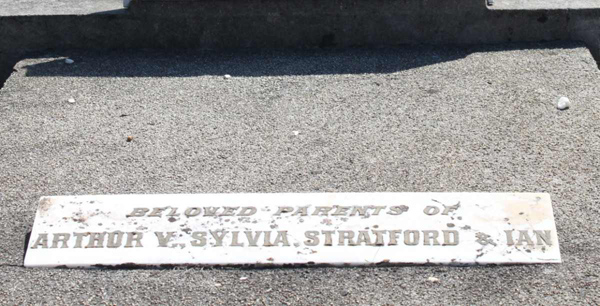 BELOVED PARENTS OF
ARTHUR V. SYLVIA. STRATFORD & IAN